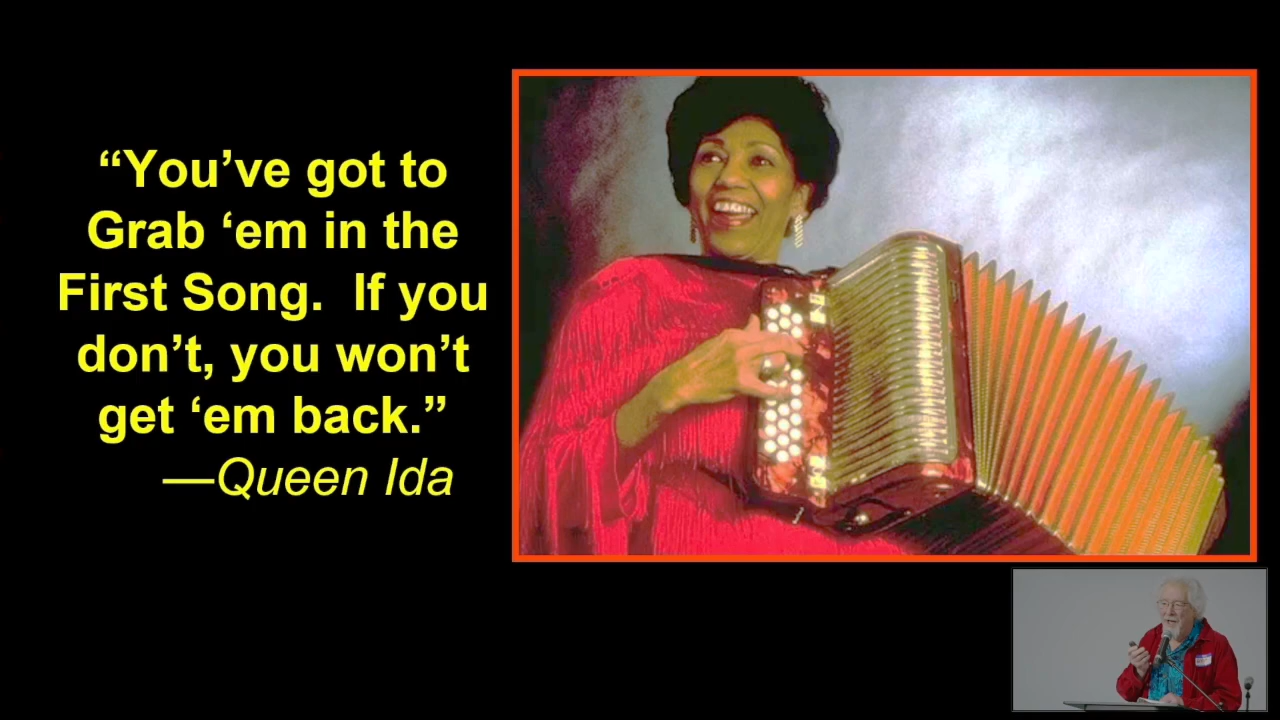 “You’ve got to
Grab ‘em in the
First Song.  If you
don’t, you won’t
get ‘em back.”
—Queen Ida